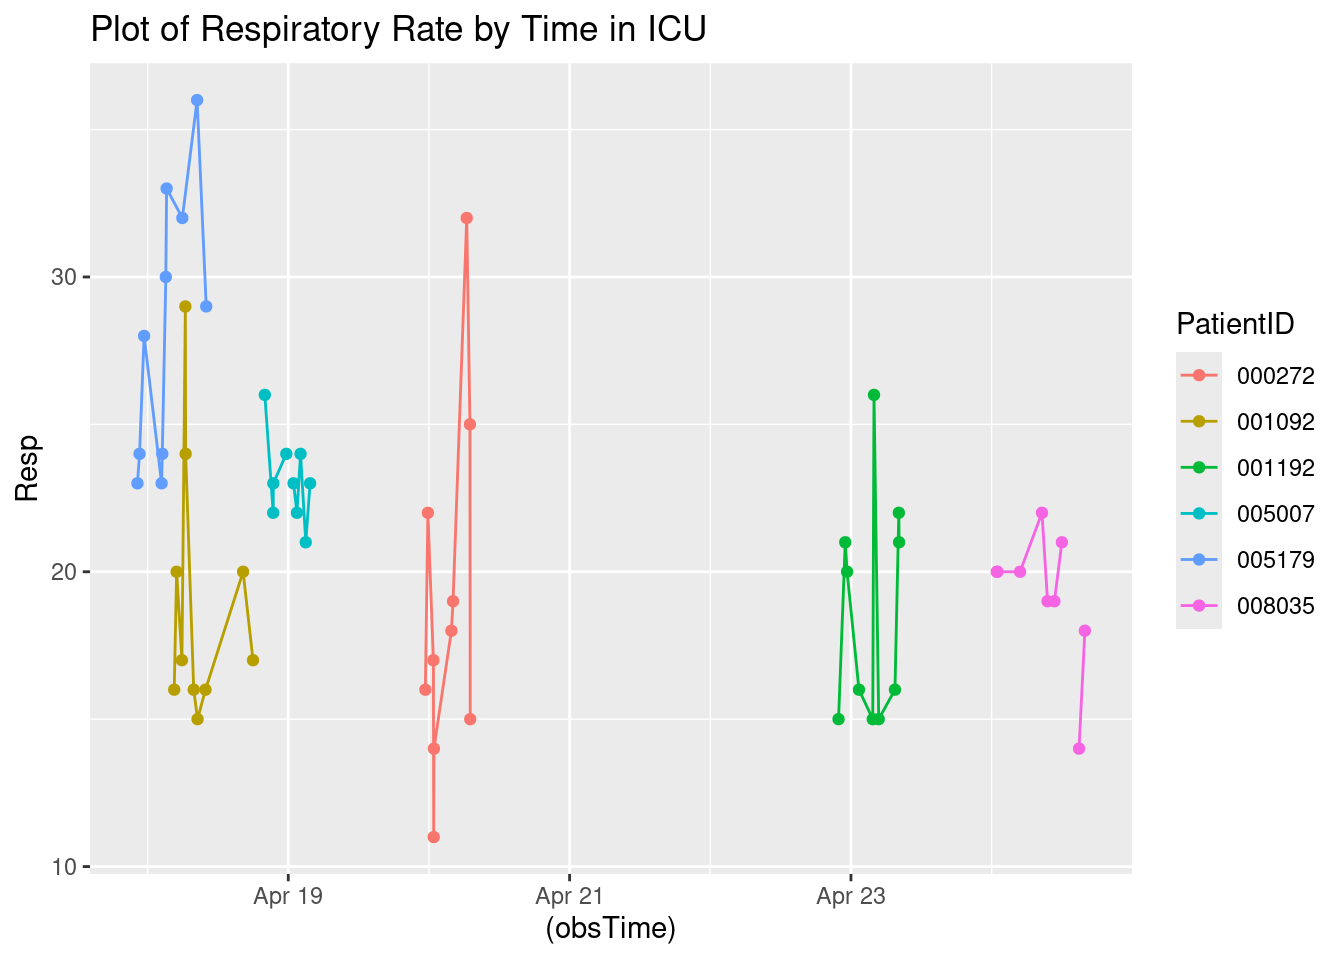 Plot of Respiratory Rate by Time in ICU
Resp
30
20
10
Apr 19
Apr 21
Apr 23
(obsTime)
PatientID
000272
001092
001192
005007
005179
008035